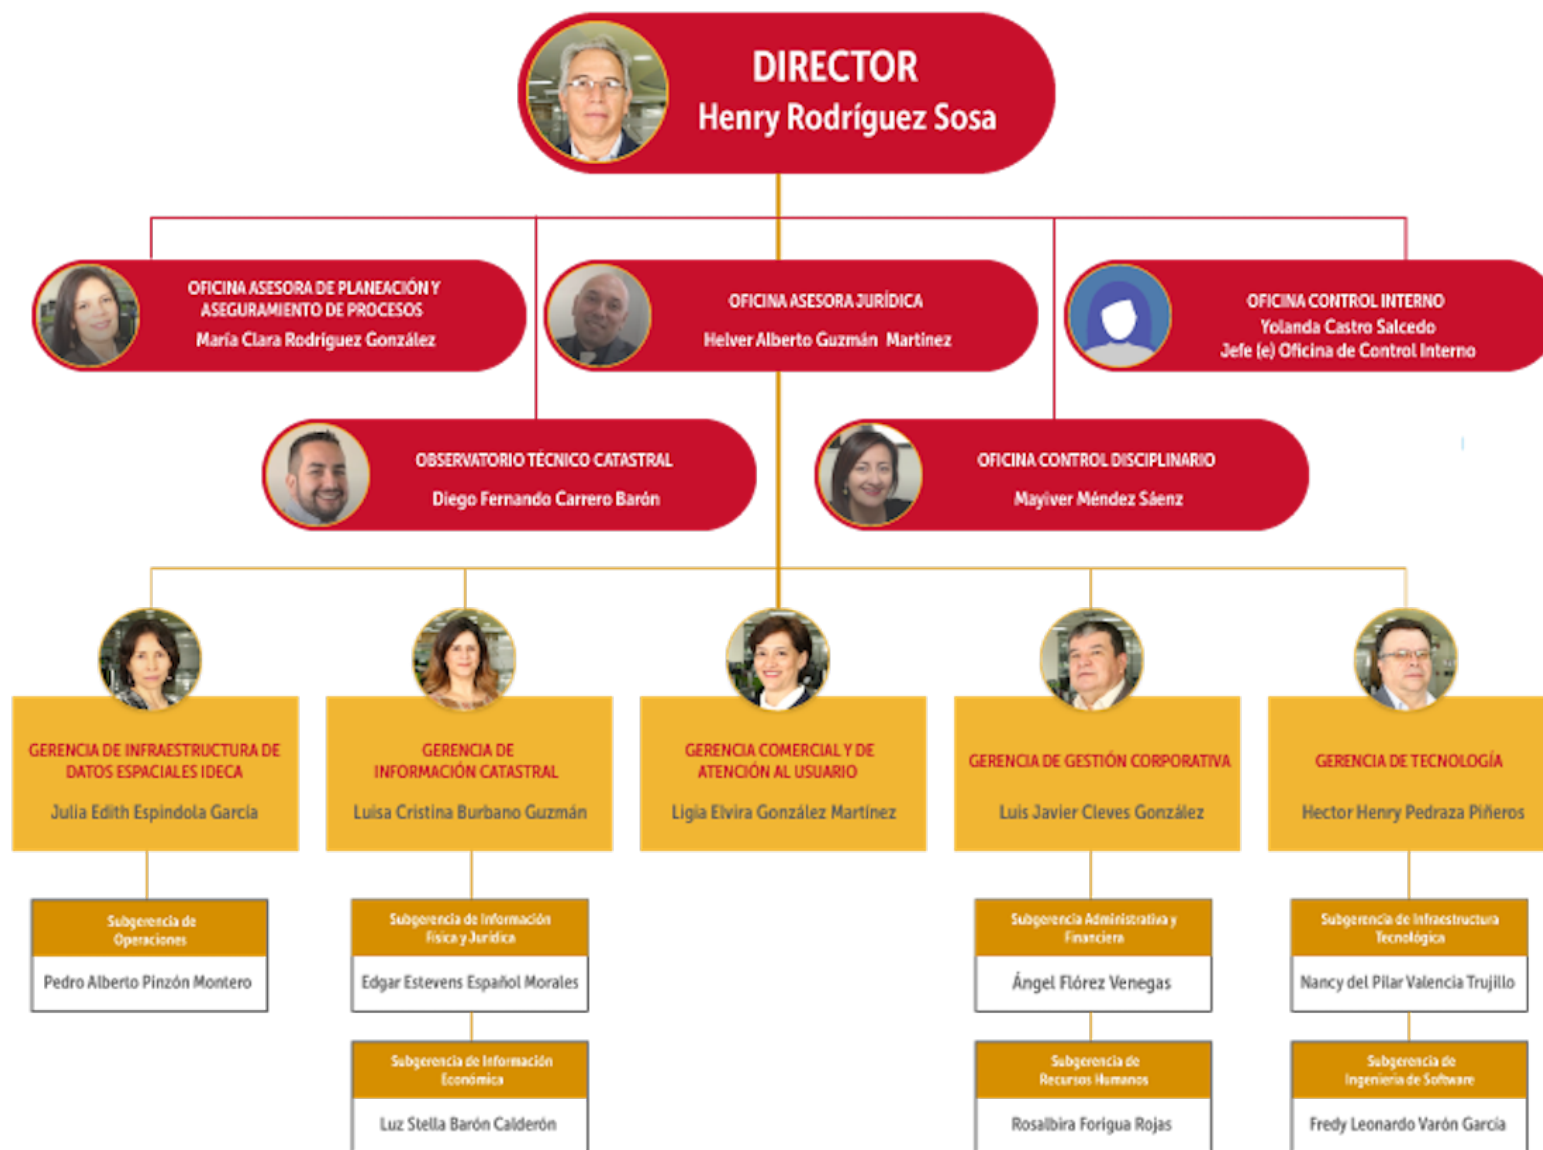 DIRECTOR
Henry Rodríguez Sosa
OFICINA ASESORA DE PLANEACIÓN Y
ASEGURAMIENTO DE PROCESOS
María Clara Rodríguez González
OFICINA ASESORA JURÍDICA
Helver Alberto Guzmán Martínez
OFICINA CONTROL INTERNO
Yolanda Castro Salcedo
Jefe (e) Oficina de Control Interno
OBSERVATORIO TÉCNICO CATASTRAL
Diego Fernando Carrero Barón
OFICINA CONTROL DISCIPLINARIO
Mayiver Méndez Sáenz
GERENCIA DE INFRAESTRUCTURA DE
DATOS ESPACIALES IDECA
Julia Edith Espindola García
GERENCIA DE
INFORMACIÓN CATASTRAL
Luisa Cristina Burbano Guzmán
GERENCIA COMERCIAL Y DE
ATENCIÓN AL USUARIO
Ligia Elvira González Martínez
GERENCIA DE GESTIÓN CORPORATIVA
Luis Javier Cleves González
GERENCIA DE TECNOLOGÍA
Hector Henry Pedraza Piñeros
Subgerencia de
Operaciones
Pedro Alberto Pinzón Montero
Subgerencia de Información
Física y Jurídica
Edgar Estevens Español Morales
Subgerencia Administrativa y
Financiera
Ángel Flórez Venegas
Subgerencia de Infraestructura
Tecnológica
Nancy del Pilar Valencia Trujillo
Subgerencia de Información
Económica
Luz Stella Barón Calderón
Subgerencia de
Recursos Humanos
Rosalbira Forigua Rojas
Subgerencia de
Ingeniería de Software
Fredy Leonardo Varón García